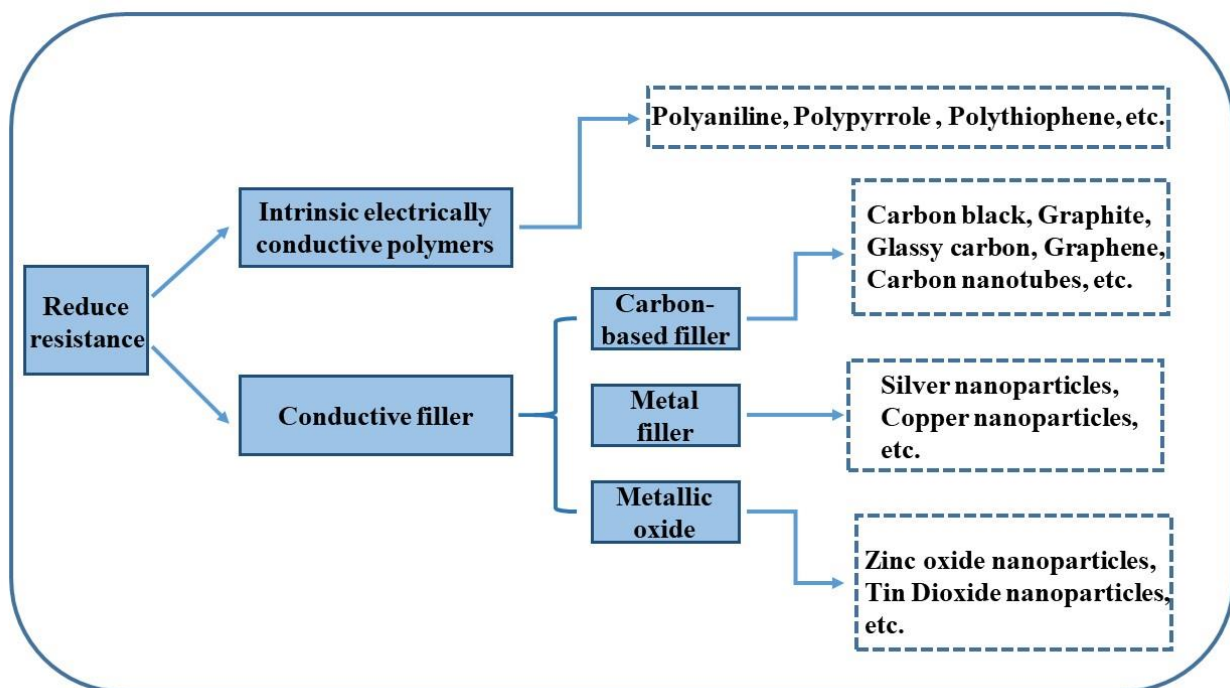 Polyaniline, Polypyrrole , Polythiophene, etc.
Intrinsic electrically
conductive polymers
Carbon black, Graphite,
Glassy carbon, Graphene,
Carbon nanotubes, etc.
Reduce
resistance
Carbon-
based filler
Conductive filler
Metal
filler
Silver nanoparticles,
Copper nanoparticles,
etc.
Metallic
oxide
Zinc oxide nanoparticles,
Tin Dioxide nanoparticles,
etc.